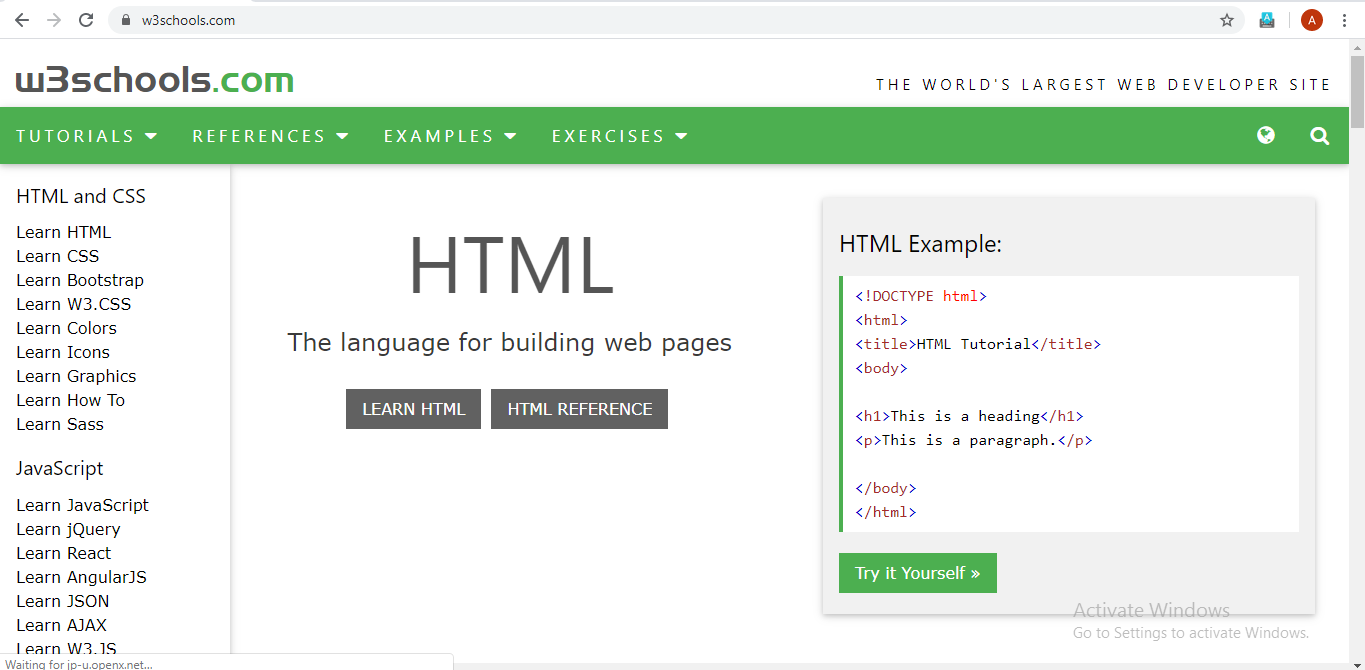 w3schools.com
w3schools.com
THE WORLD'S LARGEST WEB DEVELOPER SITE
TUTORIALS REFERENCES EXAMPLES EXERCISES
HTML and CSS
Learn HTML
Learn CSS
Learn Bootstrap
Learn W3.CSS
Learn Colors
Learn Icons
Learn Graphics
Learn How To
Learn Sass
JavaScript
Learn JavaScript
Learn jQuery
Learn React
Learn AngularJS
Learn JSON
Learn AJAX
Learn W3.JS
HTML
The language for building web pages
LEARN HTML HTML REFERENCE
HTML Example:
<!DOCTYPE html>
<html>
<title>HTML Tutorial</title>
<body>
<h1>This is a heading</h1>
<p>This is a paragraph.</p>
</body>
</html>
Try it Yourself »
Activate Windows
Go to Settings to activate Windows.
Waiting for jp-u.openx.net...
A